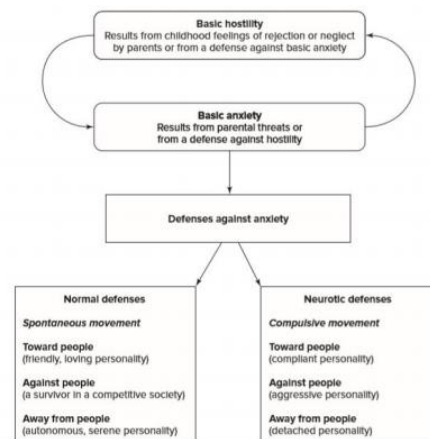 Basic hostility
Results from childhood feelings of rejection or neglect
by parents or from a defense against basic anxiety
Basic anxiety
Results from parental threats or
from a defense against hostility
Defenses against anxiety
Normal defenses
Spontaneous movement
Toward people
(friendly, loving personality)
Against people
(a survivor in a competitive society)
Away from people
(autonomous, serene personality)
Neurotic defenses
Compulsive movement
Toward people
(compliant personality)
Against people
(aggressive personality)
Away from people
(detached personality)